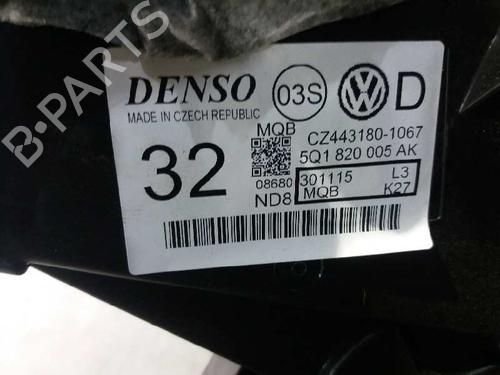 B-PARTS
DENSO 03S VW D
MADE IN CZECH REPUBLIC
32
MQB
08680
ND8
CZ443180-1067
5Q1 820 005 AK
301115 L3
MQB K27